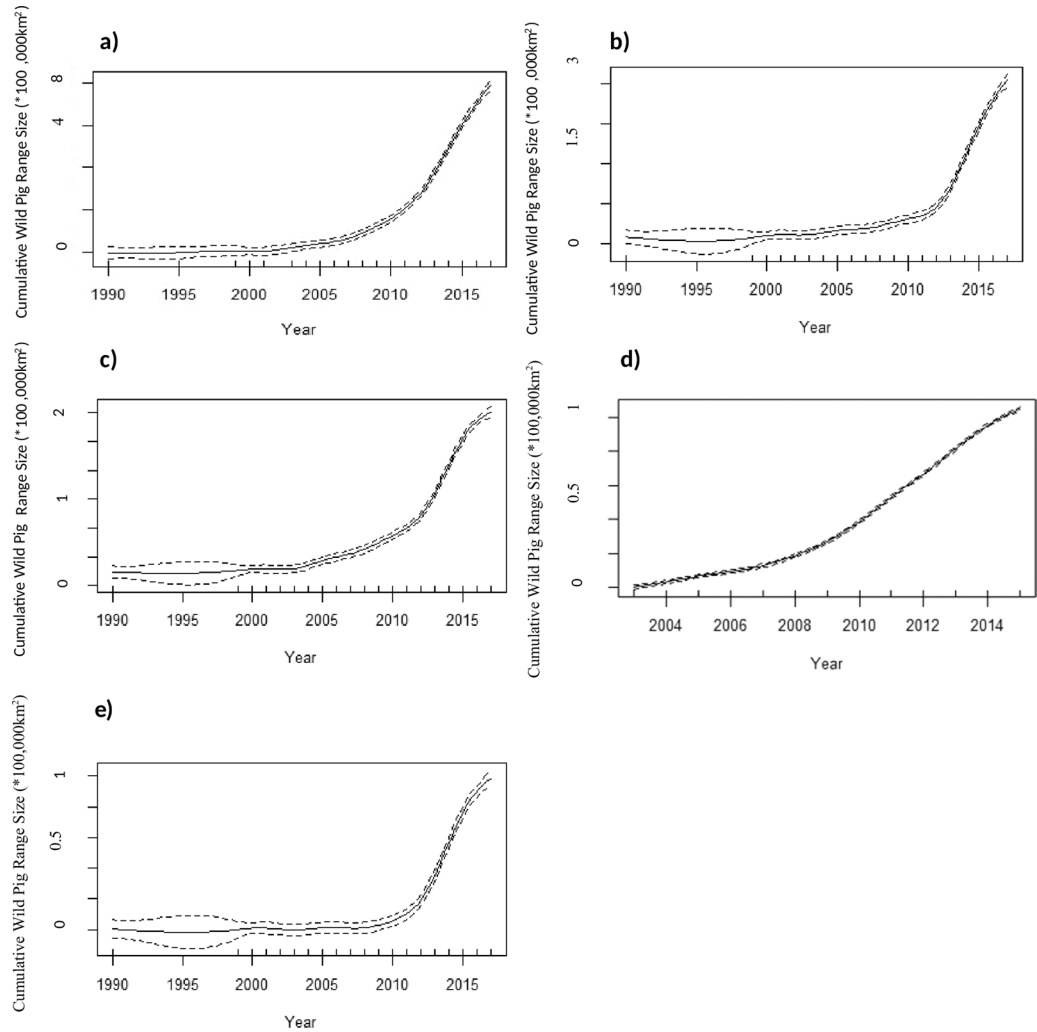 a)
Cumulative Wild Pig Range Size (*100 ,000km²)
8
4
0
1990 1995 2000 2005 2010 2015
Year
b)
Cumulative Wild Pig Range Size (*100 ,000km²)
3
1.5
0
1990 1995 2000 2005 2010 2015
Year
c)
Cumulative Wild Pig Range Size (*100 ,000km²)
2
1
0
1990 1995 2000 2005 2010 2015
Year
d)
Cumulative Wild Pig Range Size (*100,000km²)
1
0.5
0
2004 2006 2008 2010 2012 2014
Year
e)
Cumulative Wild Pig Range Size (*100,000km²)
1
0.5
0
1990 1995 2000 2005 2010 2015
Year